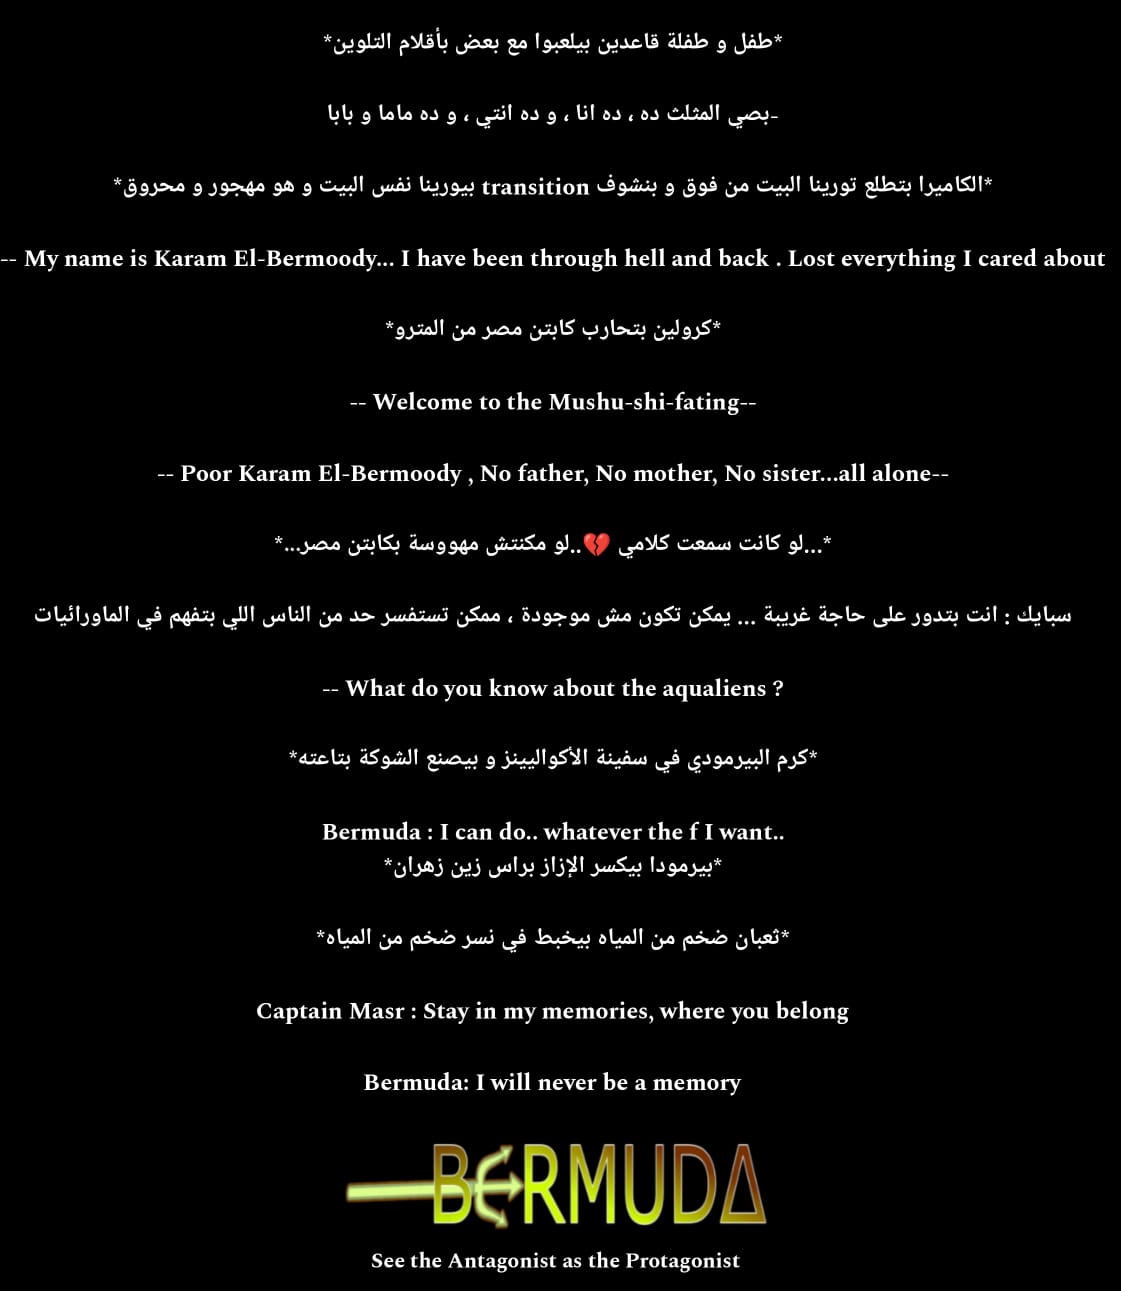 *طفل و طفلة قاعدين بيلعبوا مع بعض بأقلام التلوين*
-بصي المثلث ده ، ده انا ، و ده انتي ، و ده ماما و بابا
*الكاميرا بتطلع تورينا البيت من فوق و بنشوف transition بيورينا نفس البيت و هو مهجور و محروق*
-- My name is Karam El-Bermoody... I have been through hell and back . Lost everything I cared about
*كرولين بتحارب كابتن مصر من المترو*
-- Welcome to the Mushu-shi-fating--
-- Poor Karam El-Bermoody , No father, No mother, No sister...all alone--
*...لو كانت سمعت كلامي 💔..لو مكنتش مهووسة بكابتن مصر...*
سبايك : انت بتدور على حاجة غريبة ... يمكن تكون مش موجودة ، ممكن تستفسر حد من الناس اللي بتفهم في الماورائيات
-- What do you know about the aqualiens ?
*كرم البيرمودي في سفينة الأكواليينز و بيصنع الشوكة بتاعته*
Bermuda : I can do.. whatever the f I want..
*بيرمودا بيكسر الإزاز براس زين زهران*
*ثعبان ضخم من المياه بيخبط في نسر ضخم من المياه*
Captain Masr : Stay in my memories, where you belong
Bermuda: I will never be a memory
BERMUDA
See the Antagonist as the Protagonist